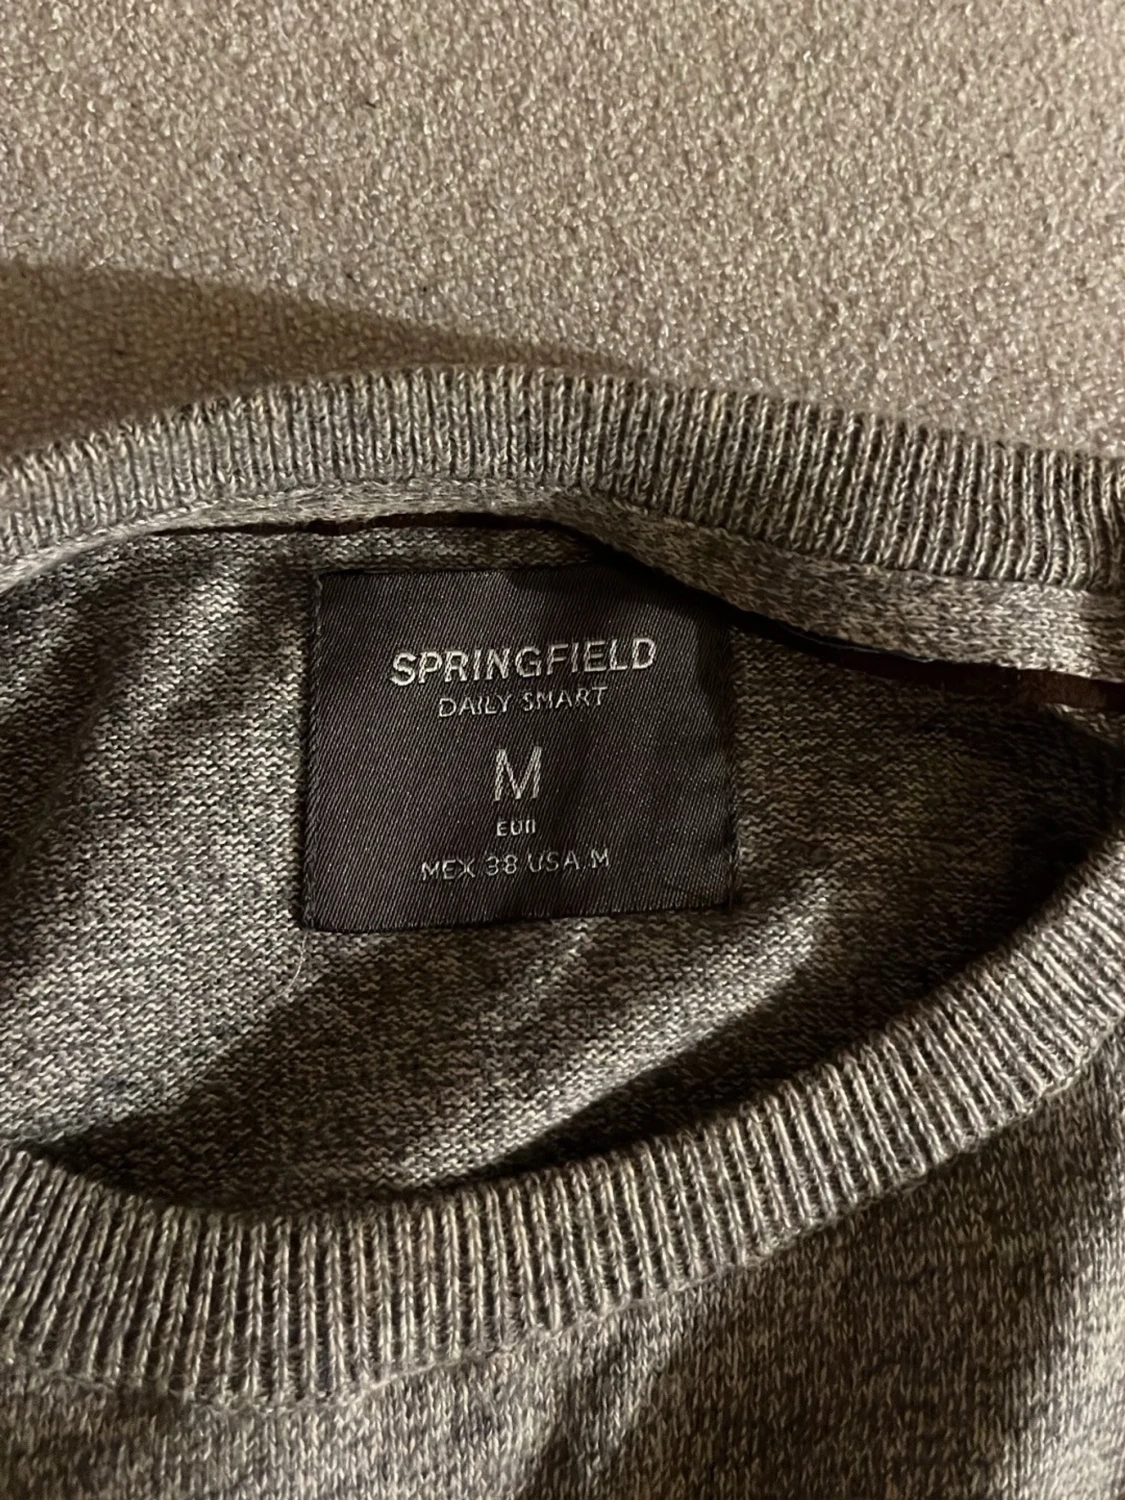 SPRINGFIELD
DAILY SMART
M
EUR
MEX 38 USA M